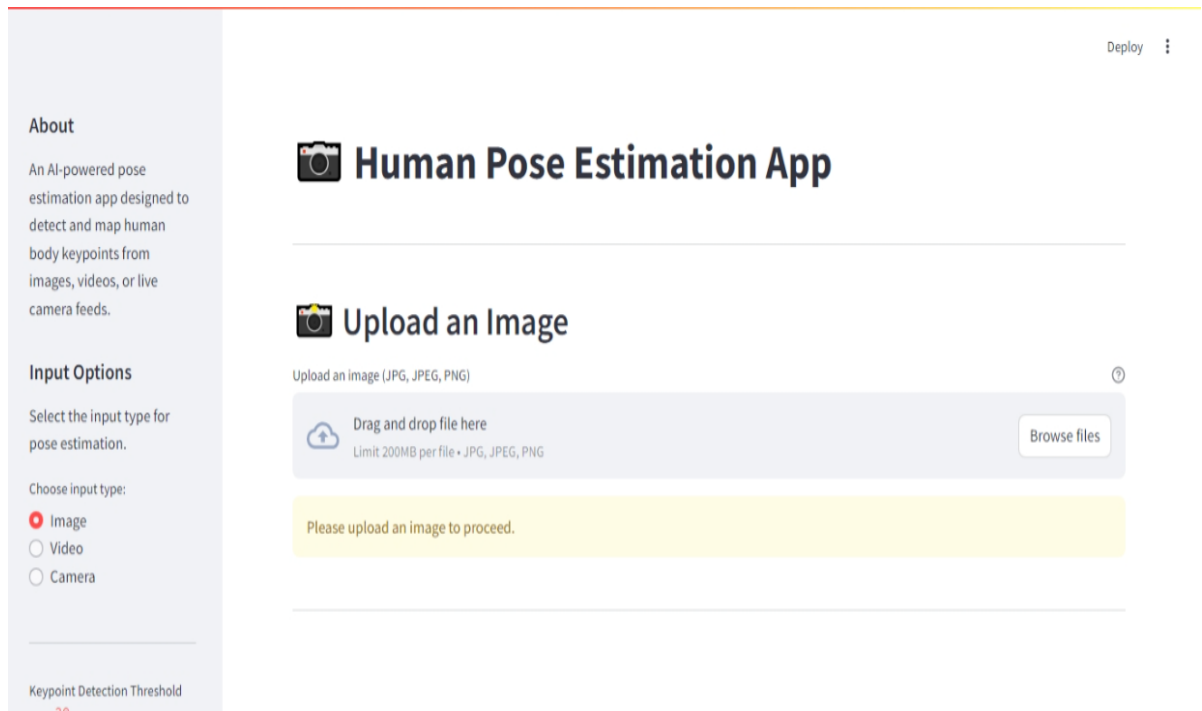 Deploy
About
An AI-powered pose
estimation app designed to
detect and map human
body keypoints from
images, videos, or live
camera feeds.
Input Options
Select the input type for
pose estimation.
Choose input type:
Image
Video
Camera
Keypoint Detection Threshold
Human Pose Estimation App
Upload an Image
Upload an image (JPG, JPEG, PNG)
Drag and drop file here
Limit 200MB per file • JPG, JPEG, PNG
Browse files
Please upload an image to proceed.